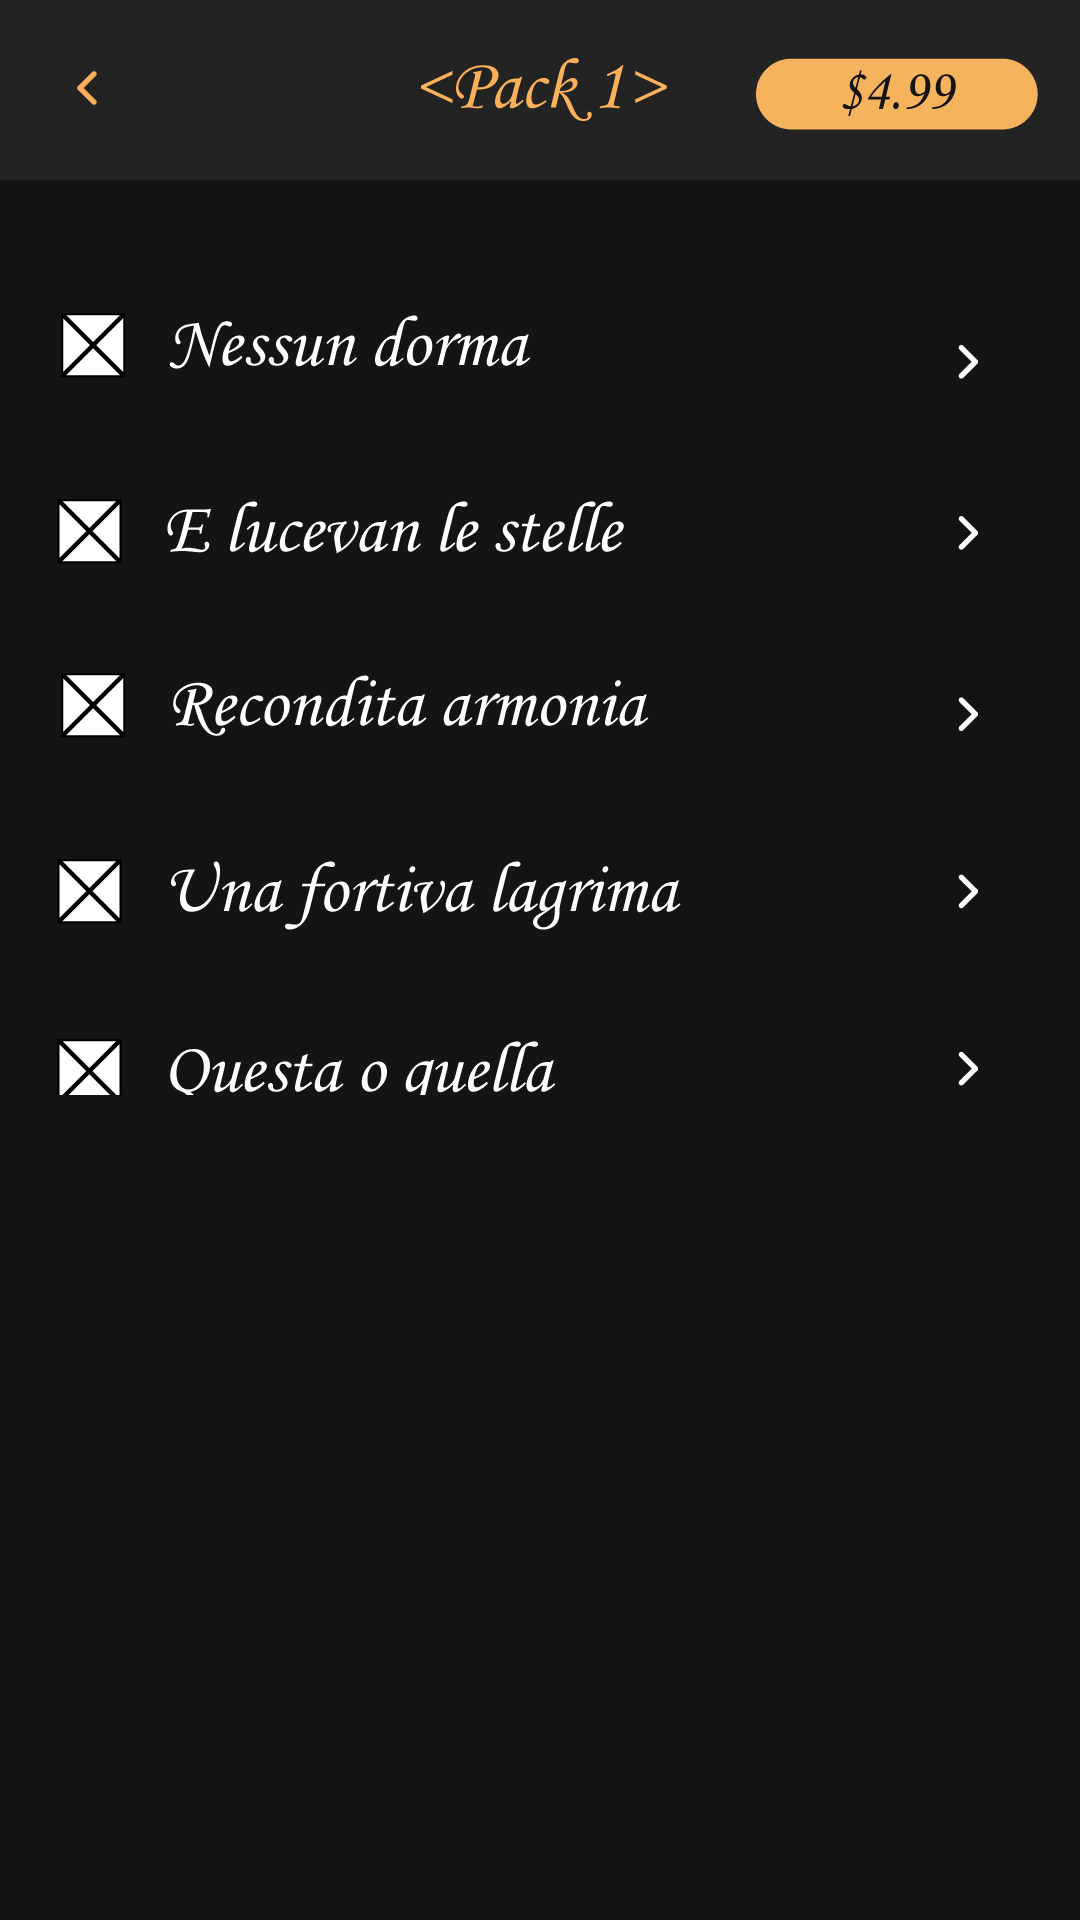 <Pack 1>
$4.99
Nessun dorma
E lucevan le stelle
Recondita armonia
Una fortiva lagrima
Questa o quella